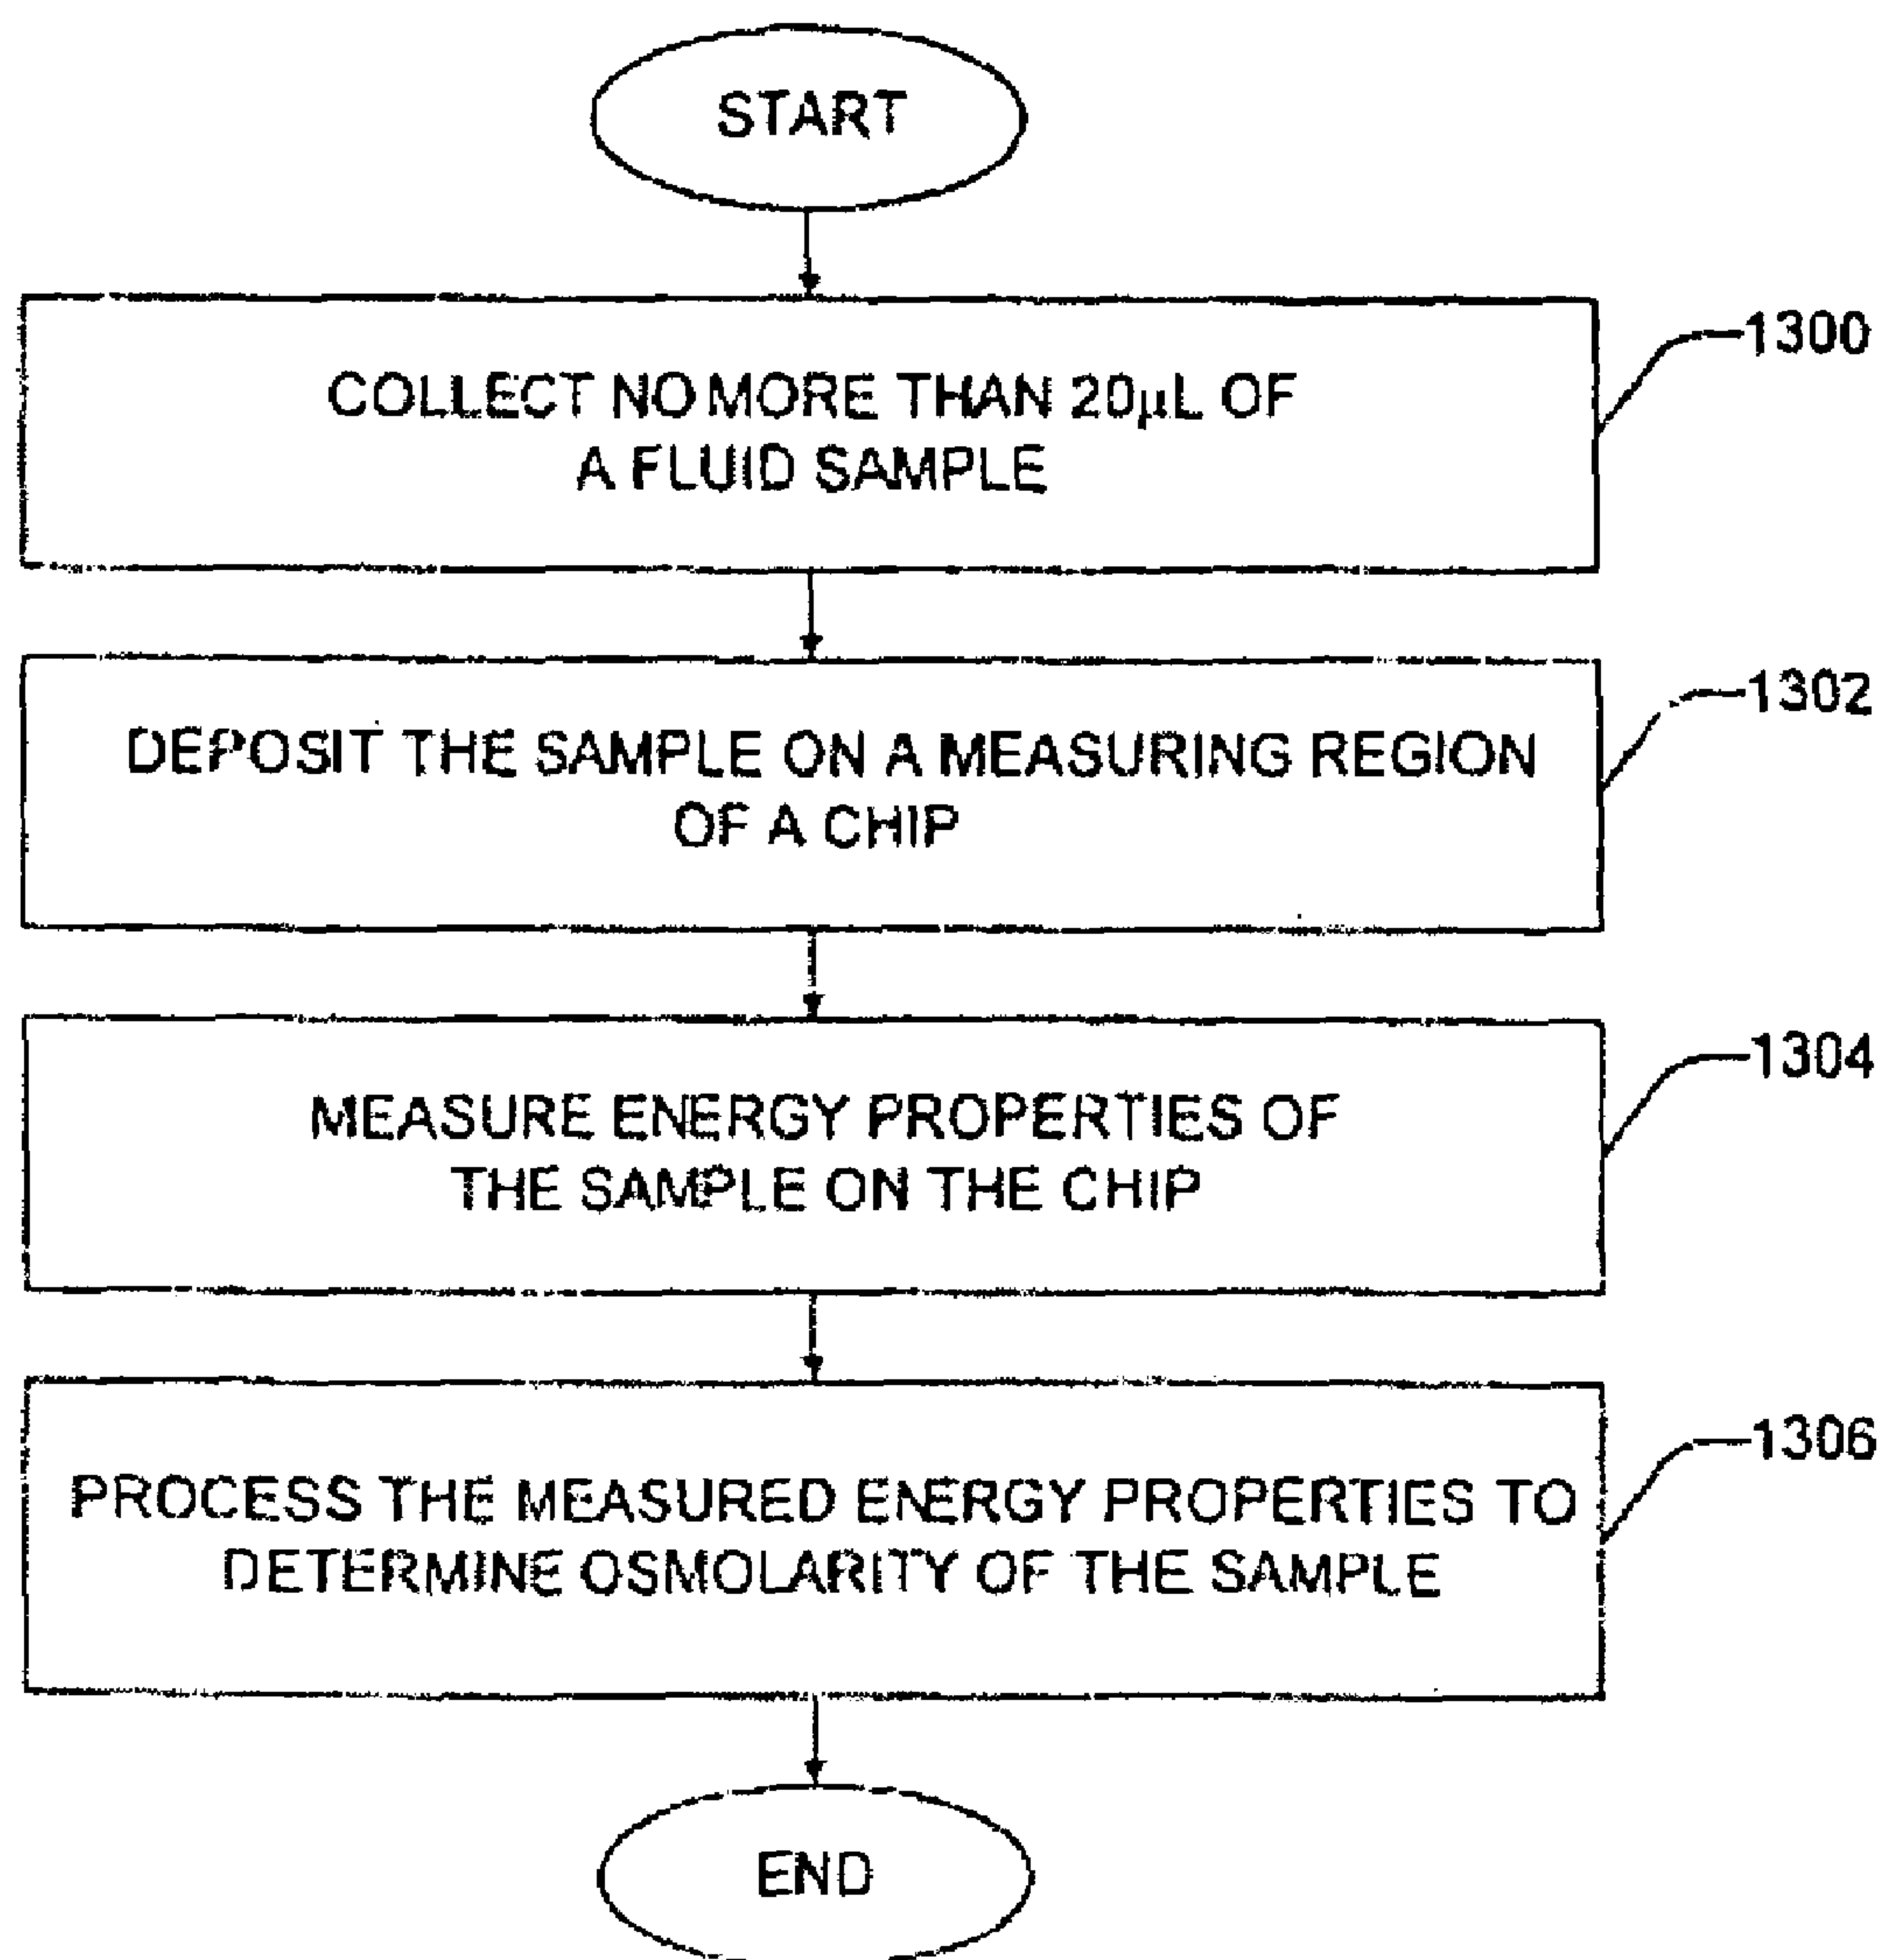 START
COLLECT NO MORE THAN 20µL OF
A FLUID SAMPLE
1300
DEPOSIT THE SAMPLE ON A MEASURING REGION
OF A CHIP
1302
MEASURE ENERGY PROPERTIES OF
THE SAMPLE ON THE CHIP
1304
PROCESS THE MEASURED ENERGY PROPERTIES TO
DETERMINE OSMOLARITY OF THE SAMPLE
1306
END